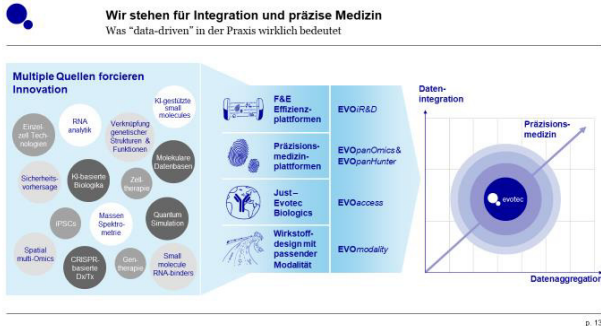 Wir stehen für Integration und präzise Medizin
Was “data-driven” in der Praxis wirklich bedeutet
Multiple Quellen forcieren
Innovation
Einzel-
zell Tech-
nologien
RNA
analytik
Verknüpfung
genetischer
Strukturen &
Funktionen
KI-gestützte
small
molecules
Sicherheits-
vorhersage
KI-basierte
Biologika
Zell-
therapie
Molekulare
Datenbanken
iPSCs
Massen
Spektro-
metrie
Quantum
Simulation
Spatial
multi-Omics
CRISPR-
basierte
Dx/Tx
Gen-
therapie
Small
molecule
RNA-binders
F&E
Effizienz-
plattformen
EVOiR&D
Präzisions-
medizin-
plattformen
EVOpanOmics &
EVOpanHunter
Just –
Evotec
Biologics
EVOaccess
Wirkstoff-
design mit
passender
Modalität
EVOmodality
Daten-
integration
Präzisions-
medizin
evotec
Datenaggregation
p. 13